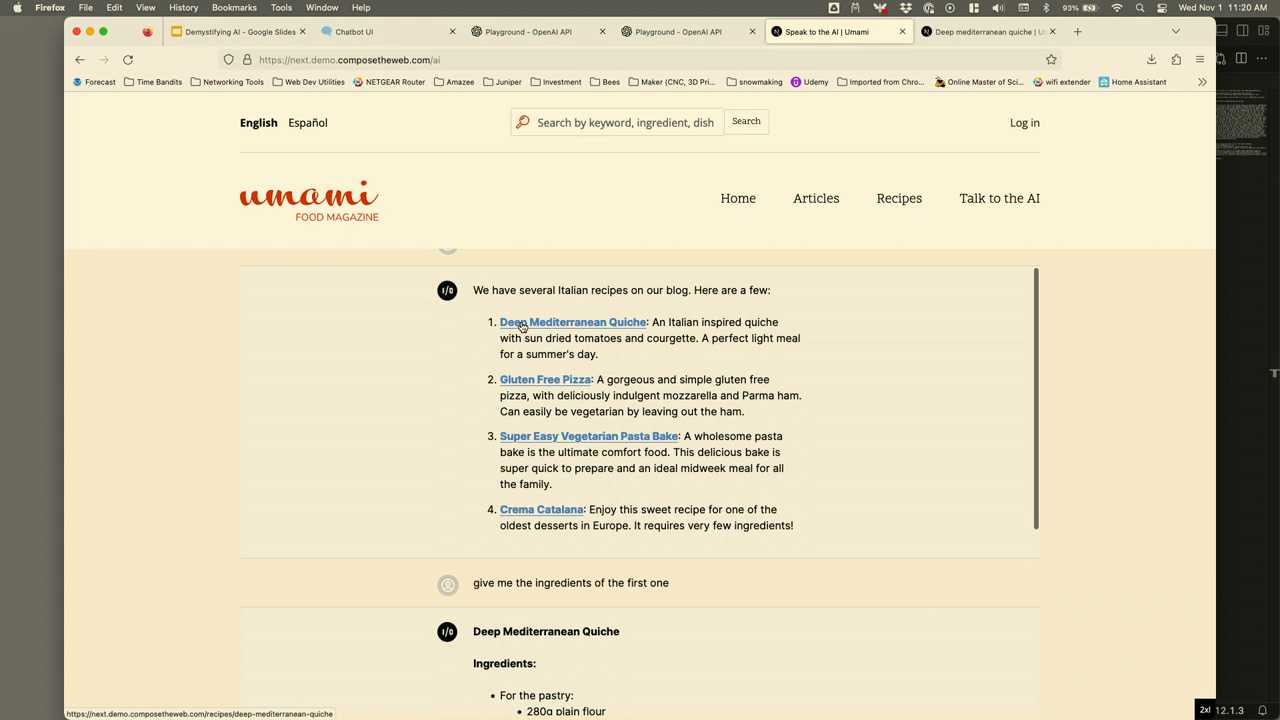 Firefox File Edit View History Bookmarks Tools Window Help 93% Wed Nov 1 11:20 AM
Demystifying AI - Google Slides Chatbot UI Playground - OpenAI API Playground - OpenAI API Speak to the AI | Umami Deep mediterranean quiche |
https://next.demo.composetheweb.com/ai
Forecast Time Bandits Networking Tools Web Dev Utilities NETGEAR Router Amazee Juniper Investment Bees Maker (CNC, 3D Pri... snowmaking Udemy Imported from Chro... Online Master of Sci... wifi extender Home Assistant
English Español Search by keyword, ingredient, dish Search Log in
umami
FOOD MAGAZINE
Home Articles Recipes Talk to the AI
I/O We have several Italian recipes on our blog. Here are a few:
1. Deep Mediterranean Quiche: An Italian inspired quiche
with sun dried tomatoes and courgette. A perfect light meal
for a summer's day.
2. Gluten Free Pizza: A gorgeous and simple gluten free
pizza, with deliciously indulgent mozzarella and Parma ham.
Can easily be vegetarian by leaving out the ham.
3. Super Easy Vegetarian Pasta Bake: A wholesome pasta
bake is the ultimate comfort food. This delicious bake is
super quick to prepare and an ideal midweek meal for all
the family.
4. Crema Catalana: Enjoy this sweet recipe for one of the
oldest desserts in Europe. It requires very few ingredients!
give me the ingredients of the first one
I/O Deep Mediterranean Quiche
Ingredients:
• For the pastry:
• 280g plain flour
https://next.demo.composetheweb.com/recipes/deep-mediterranean-quiche
2xl 12.1.3